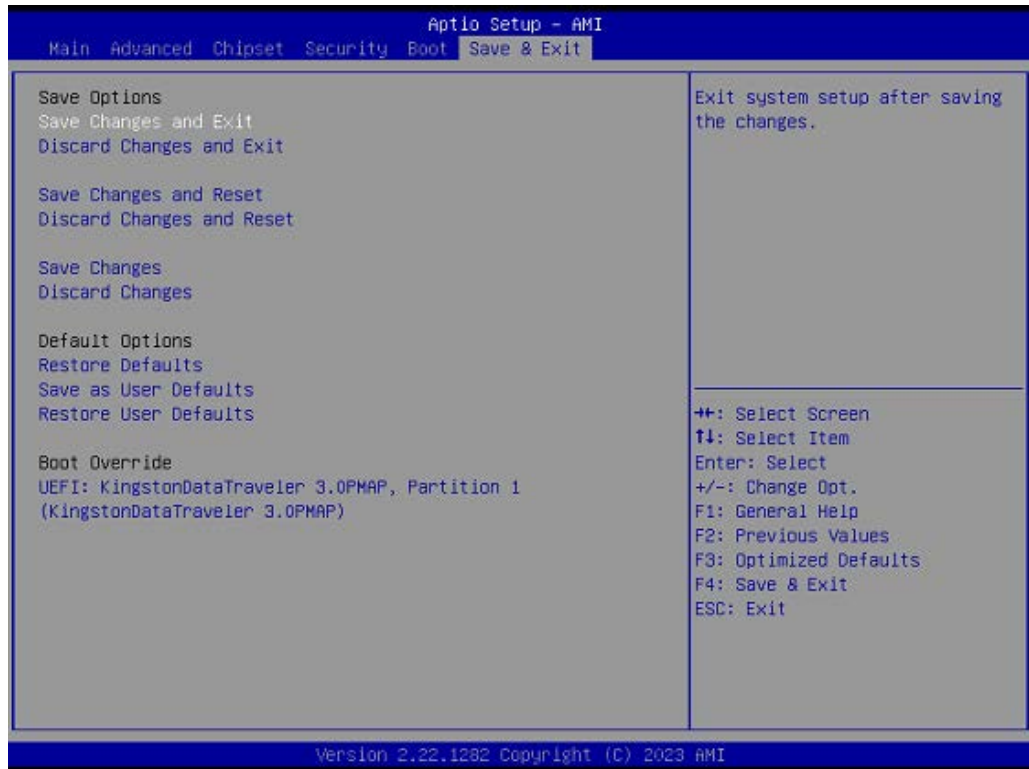 Aptio Setup - AMI
Main Advanced Chipset Security Boot Save & Exit
Save Options
Save Changes and Exit
Discard Changes and Exit
Save Changes and Reset
Discard Changes and Reset
Save Changes
Discard Changes
Default Options
Restore Defaults
Save as User Defaults
Restore User Defaults
Boot Override
UEFI: KingstonDataTraveler 3.0PMAP, Partition 1
(KingstonDataTraveler 3.0PMAP)
Exit system setup after saving
the changes.
→←: Select Screen
↑↓: Select Item
Enter: Select
+/-: Change Opt.
F1: General Help
F2: Previous Values
F3: Optimized Defaults
F4: Save & Exit
ESC: Exit
Version 2.22.1282 Copyright (C) 2023 AMI